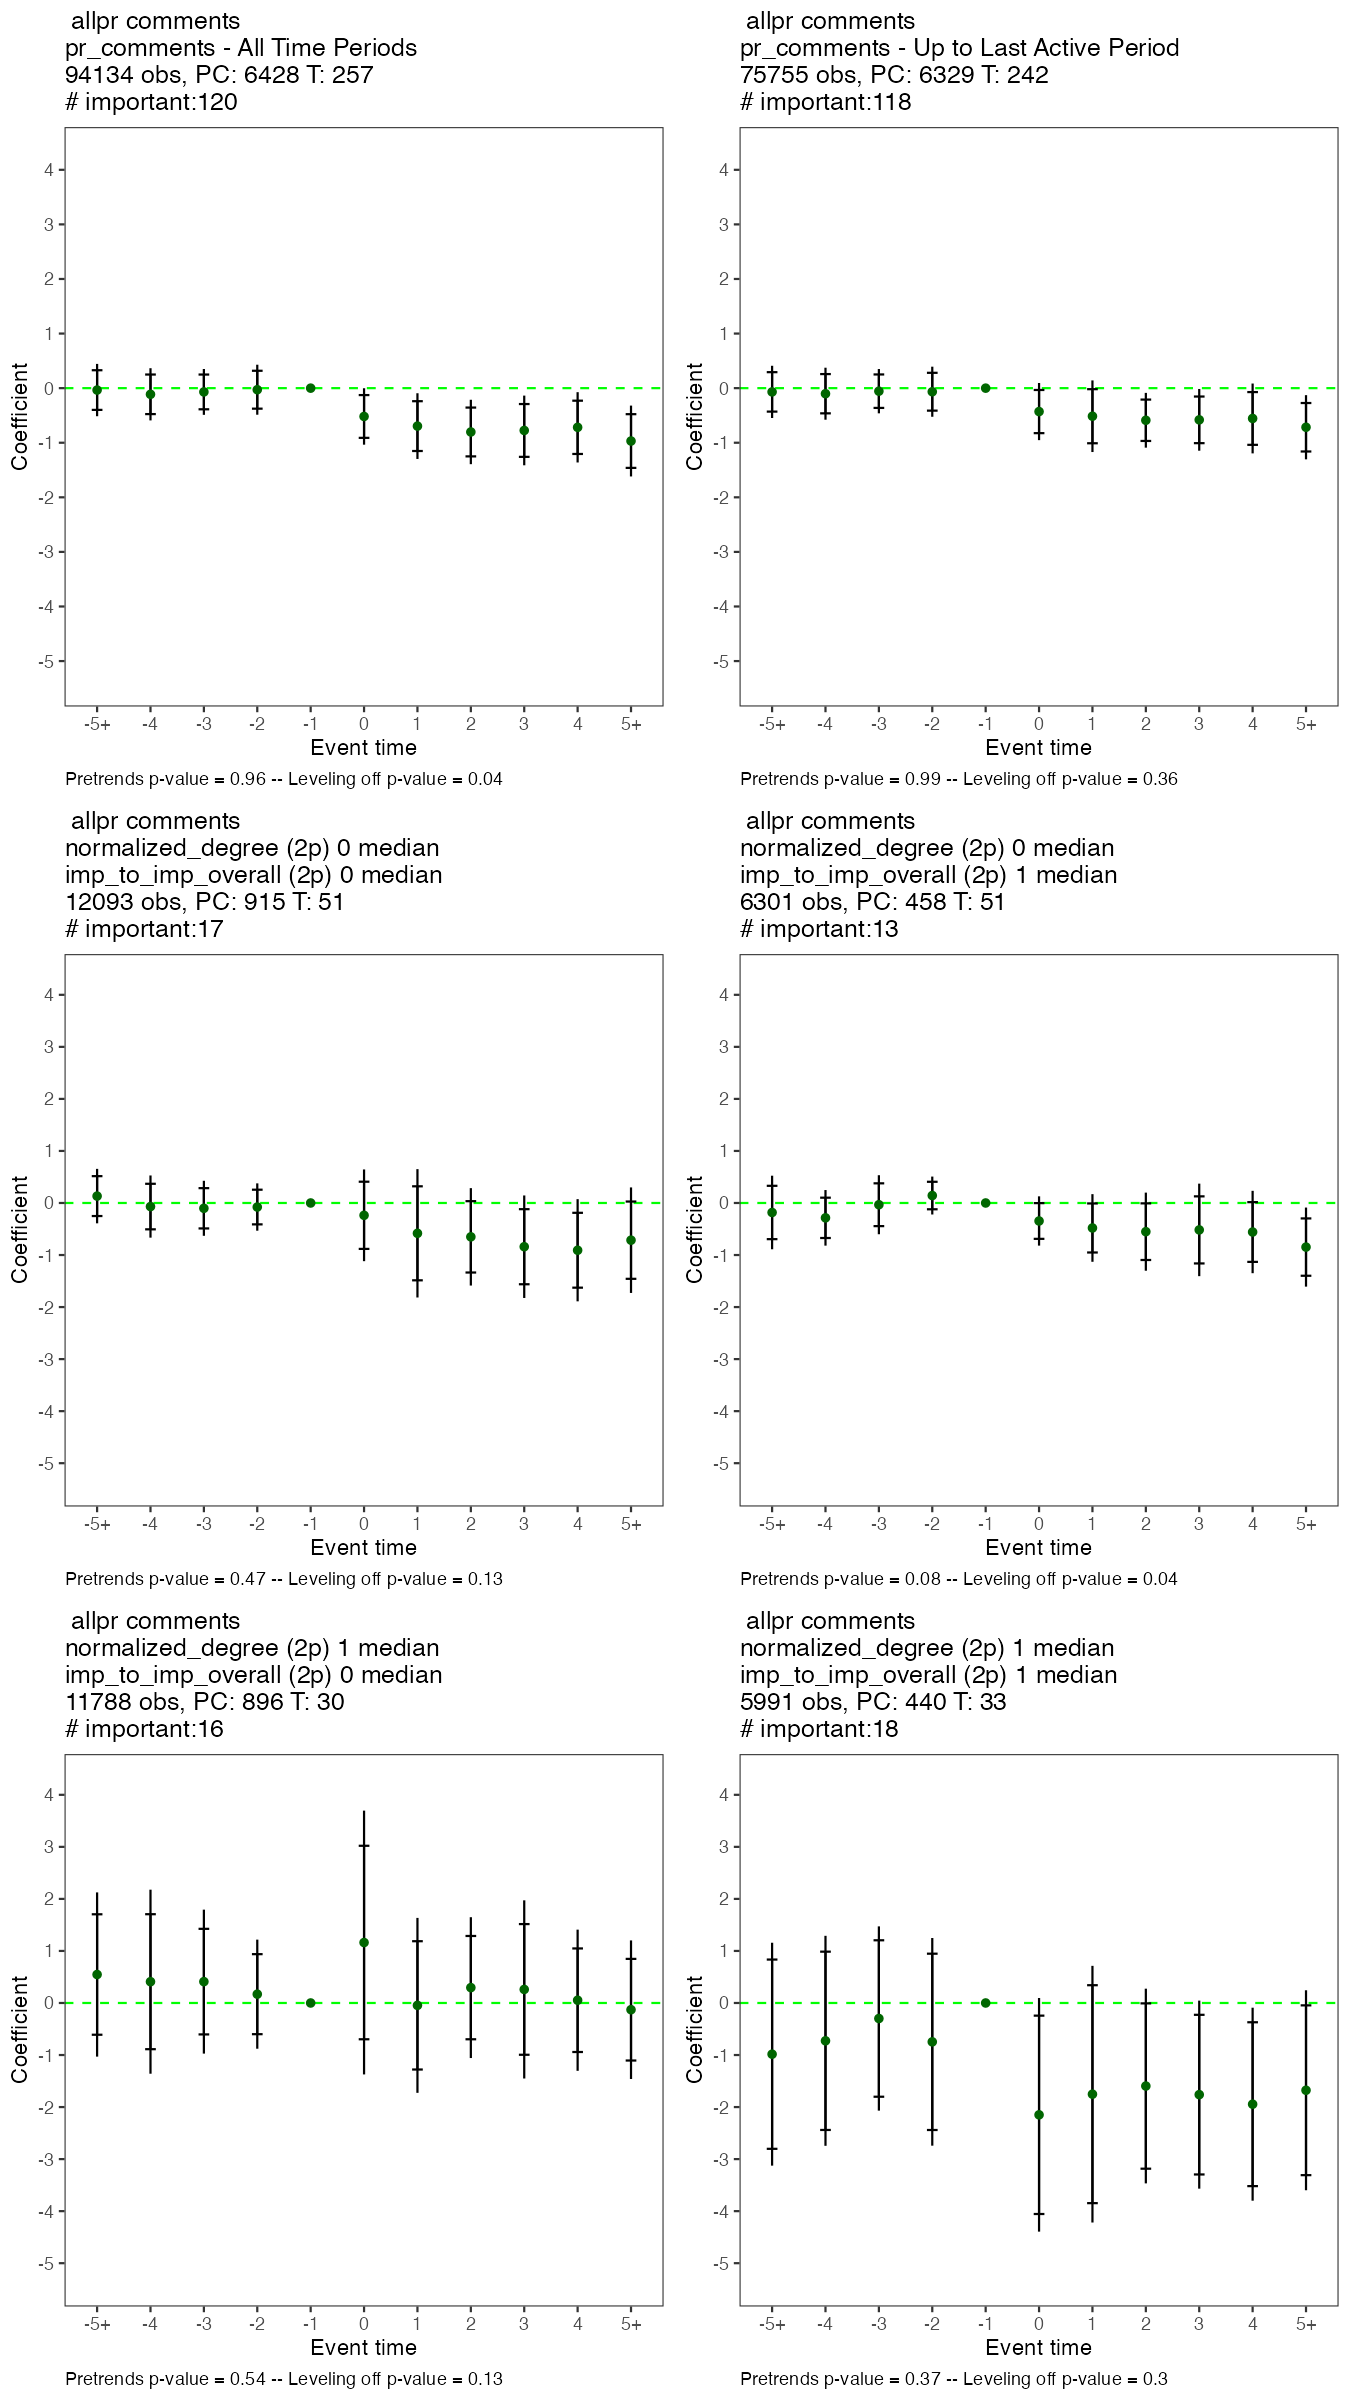 allpr comments
pr_comments - All Time Periods
94134 obs, PC: 6428 T: 257
# important:120
4
3
2
1
0
-1
-2
-3
-4
-5
Coefficient
-5+ -4 -3 -2 -1 0 1 2 3 4 5+
Event time
Pretrends p-value = 0.96 -- Leveling off p-value = 0.04
allpr comments
pr_comments - Up to Last Active Period
75755 obs, PC: 6329 T: 242
# important:118
4
3
2
1
0
-1
-2
-3
-4
-5
Coefficient
-5+ -4 -3 -2 -1 0 1 2 3 4 5+
Event time
Pretrends p-value = 0.99 -- Leveling off p-value = 0.36
allpr comments
normalized_degree (2p) 0 median
imp_to_imp_overall (2p) 0 median
12093 obs, PC: 915 T: 51
# important:17
4
3
2
1
0
-1
-2
-3
-4
-5
Coefficient
-5+ -4 -3 -2 -1 0 1 2 3 4 5+
Event time
Pretrends p-value = 0.47 -- Leveling off p-value = 0.13
allpr comments
normalized_degree (2p) 0 median
imp_to_imp_overall (2p) 1 median
6301 obs, PC: 458 T: 51
# important:13
4
3
2
1
0
-1
-2
-3
-4
-5
Coefficient
-5+ -4 -3 -2 -1 0 1 2 3 4 5+
Event time
Pretrends p-value = 0.08 -- Leveling off p-value = 0.04
allpr comments
normalized_degree (2p) 1 median
imp_to_imp_overall (2p) 0 median
11788 obs, PC: 896 T: 30
# important:16
4
3
2
1
0
-1
-2
-3
-4
-5
Coefficient
-5+ -4 -3 -2 -1 0 1 2 3 4 5+
Event time
Pretrends p-value = 0.54 -- Leveling off p-value = 0.13
allpr comments
normalized_degree (2p) 1 median
imp_to_imp_overall (2p) 1 median
5991 obs, PC: 440 T: 33
# important:18
4
3
2
1
0
-1
-2
-3
-4
-5
Coefficient
-5+ -4 -3 -2 -1 0 1 2 3 4 5+
Event time
Pretrends p-value = 0.37 -- Leveling off p-value = 0.3